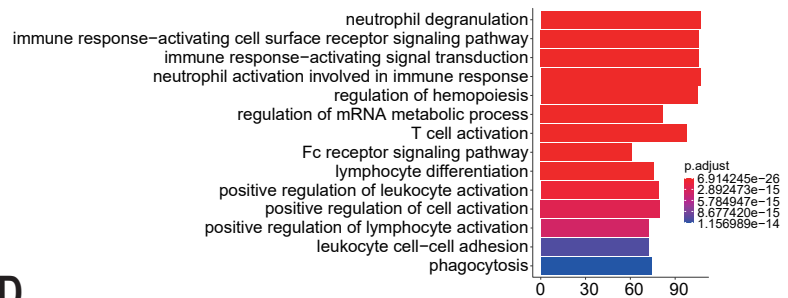 neutrophil degranulation
immune response−activating cell surface receptor signaling pathway
immune response−activating signal transduction
neutrophil activation involved in immune response
regulation of hemopoiesis
regulation of mRNA metabolic process
T cell activation
Fc receptor signaling pathway
lymphocyte differentiation
positive regulation of leukocyte activation
positive regulation of cell activation
positive regulation of lymphocyte activation
leukocyte cell−cell adhesion
phagocytosis
0 30 60 90
p.adjust
6.914245e−26
2.892473e−15
5.784947e−15
8.677420e−15
1.156989e−14
D